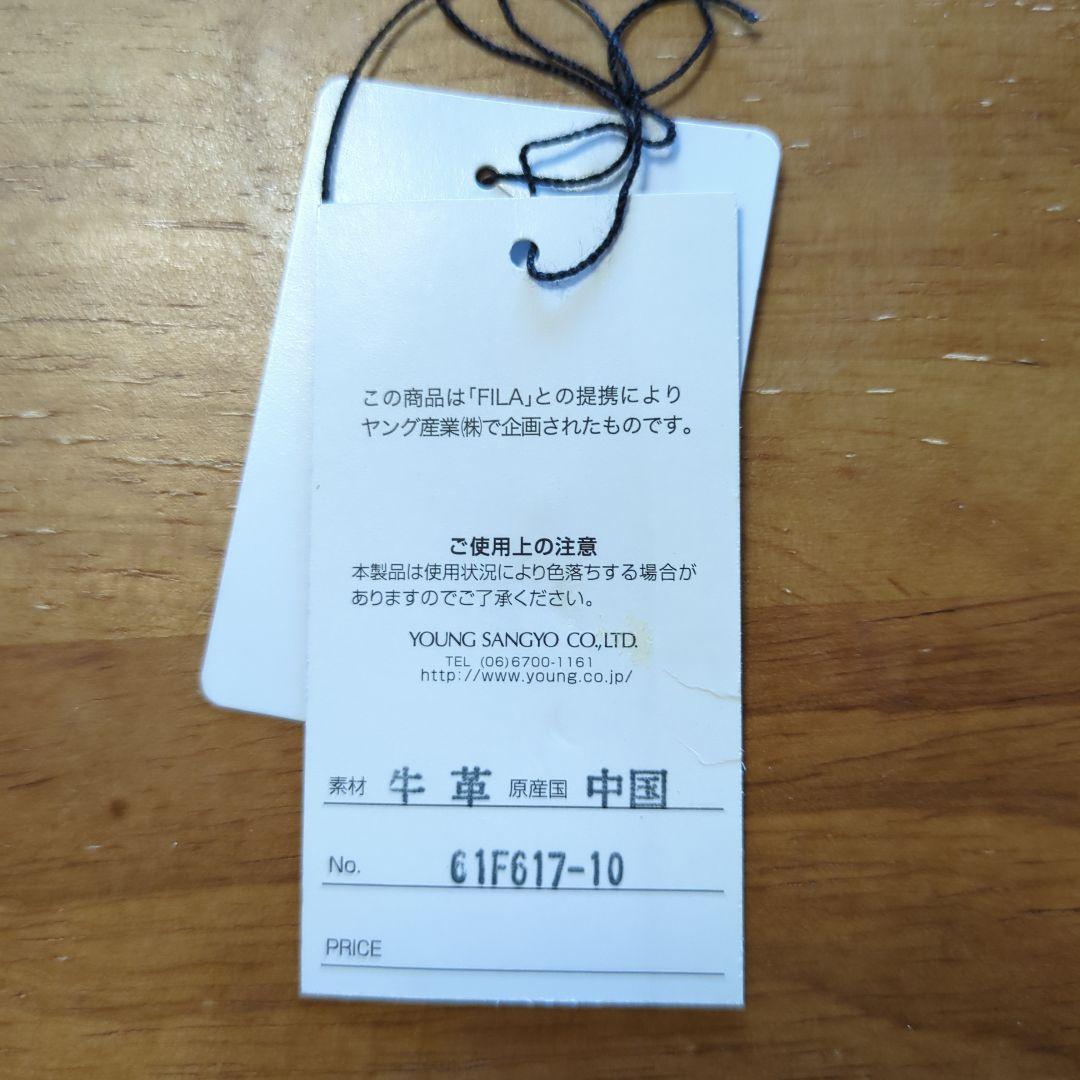 この商品は「FILA」との提携により
ヤング産業㈱で企画されたものです。
ご使用上の注意
本製品は使用状況により色落ちする場合が
ありますのでご了承ください。
YOUNG SANGYO CO.,LTD.
TEL (06)6700-1161
http://www.young.co.jp/
素材 牛革 原産国 中国
No. 61F617-10
PRICE